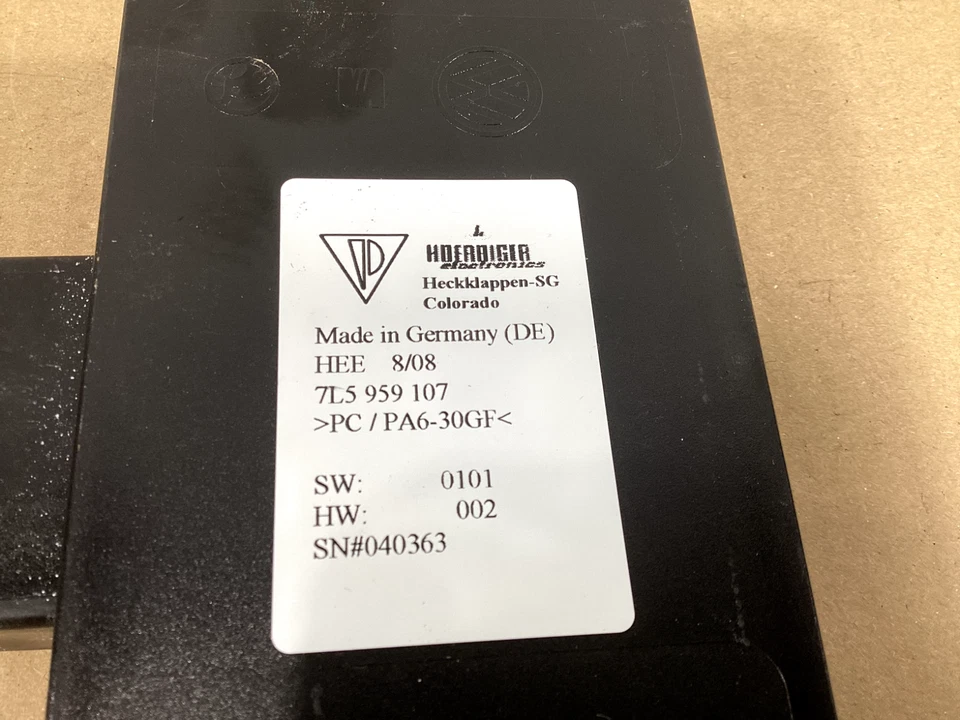 HOERBIGER
electronics
Heckklappen-SG
Colorado
Made in Germany (DE)
HEE 8/08
7L5 959 107
>PC / PA6-30GF<
SW: 0101
HW: 002
SN#040363